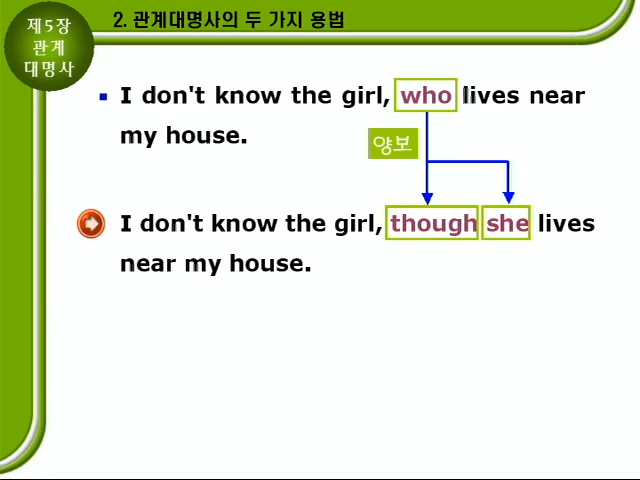 제5장
관계
대명사
2. 관계대명사의 두 가지 용법
I don't know the girl, who lives near
my house.
양보
I don't know the girl, though she lives
near my house.